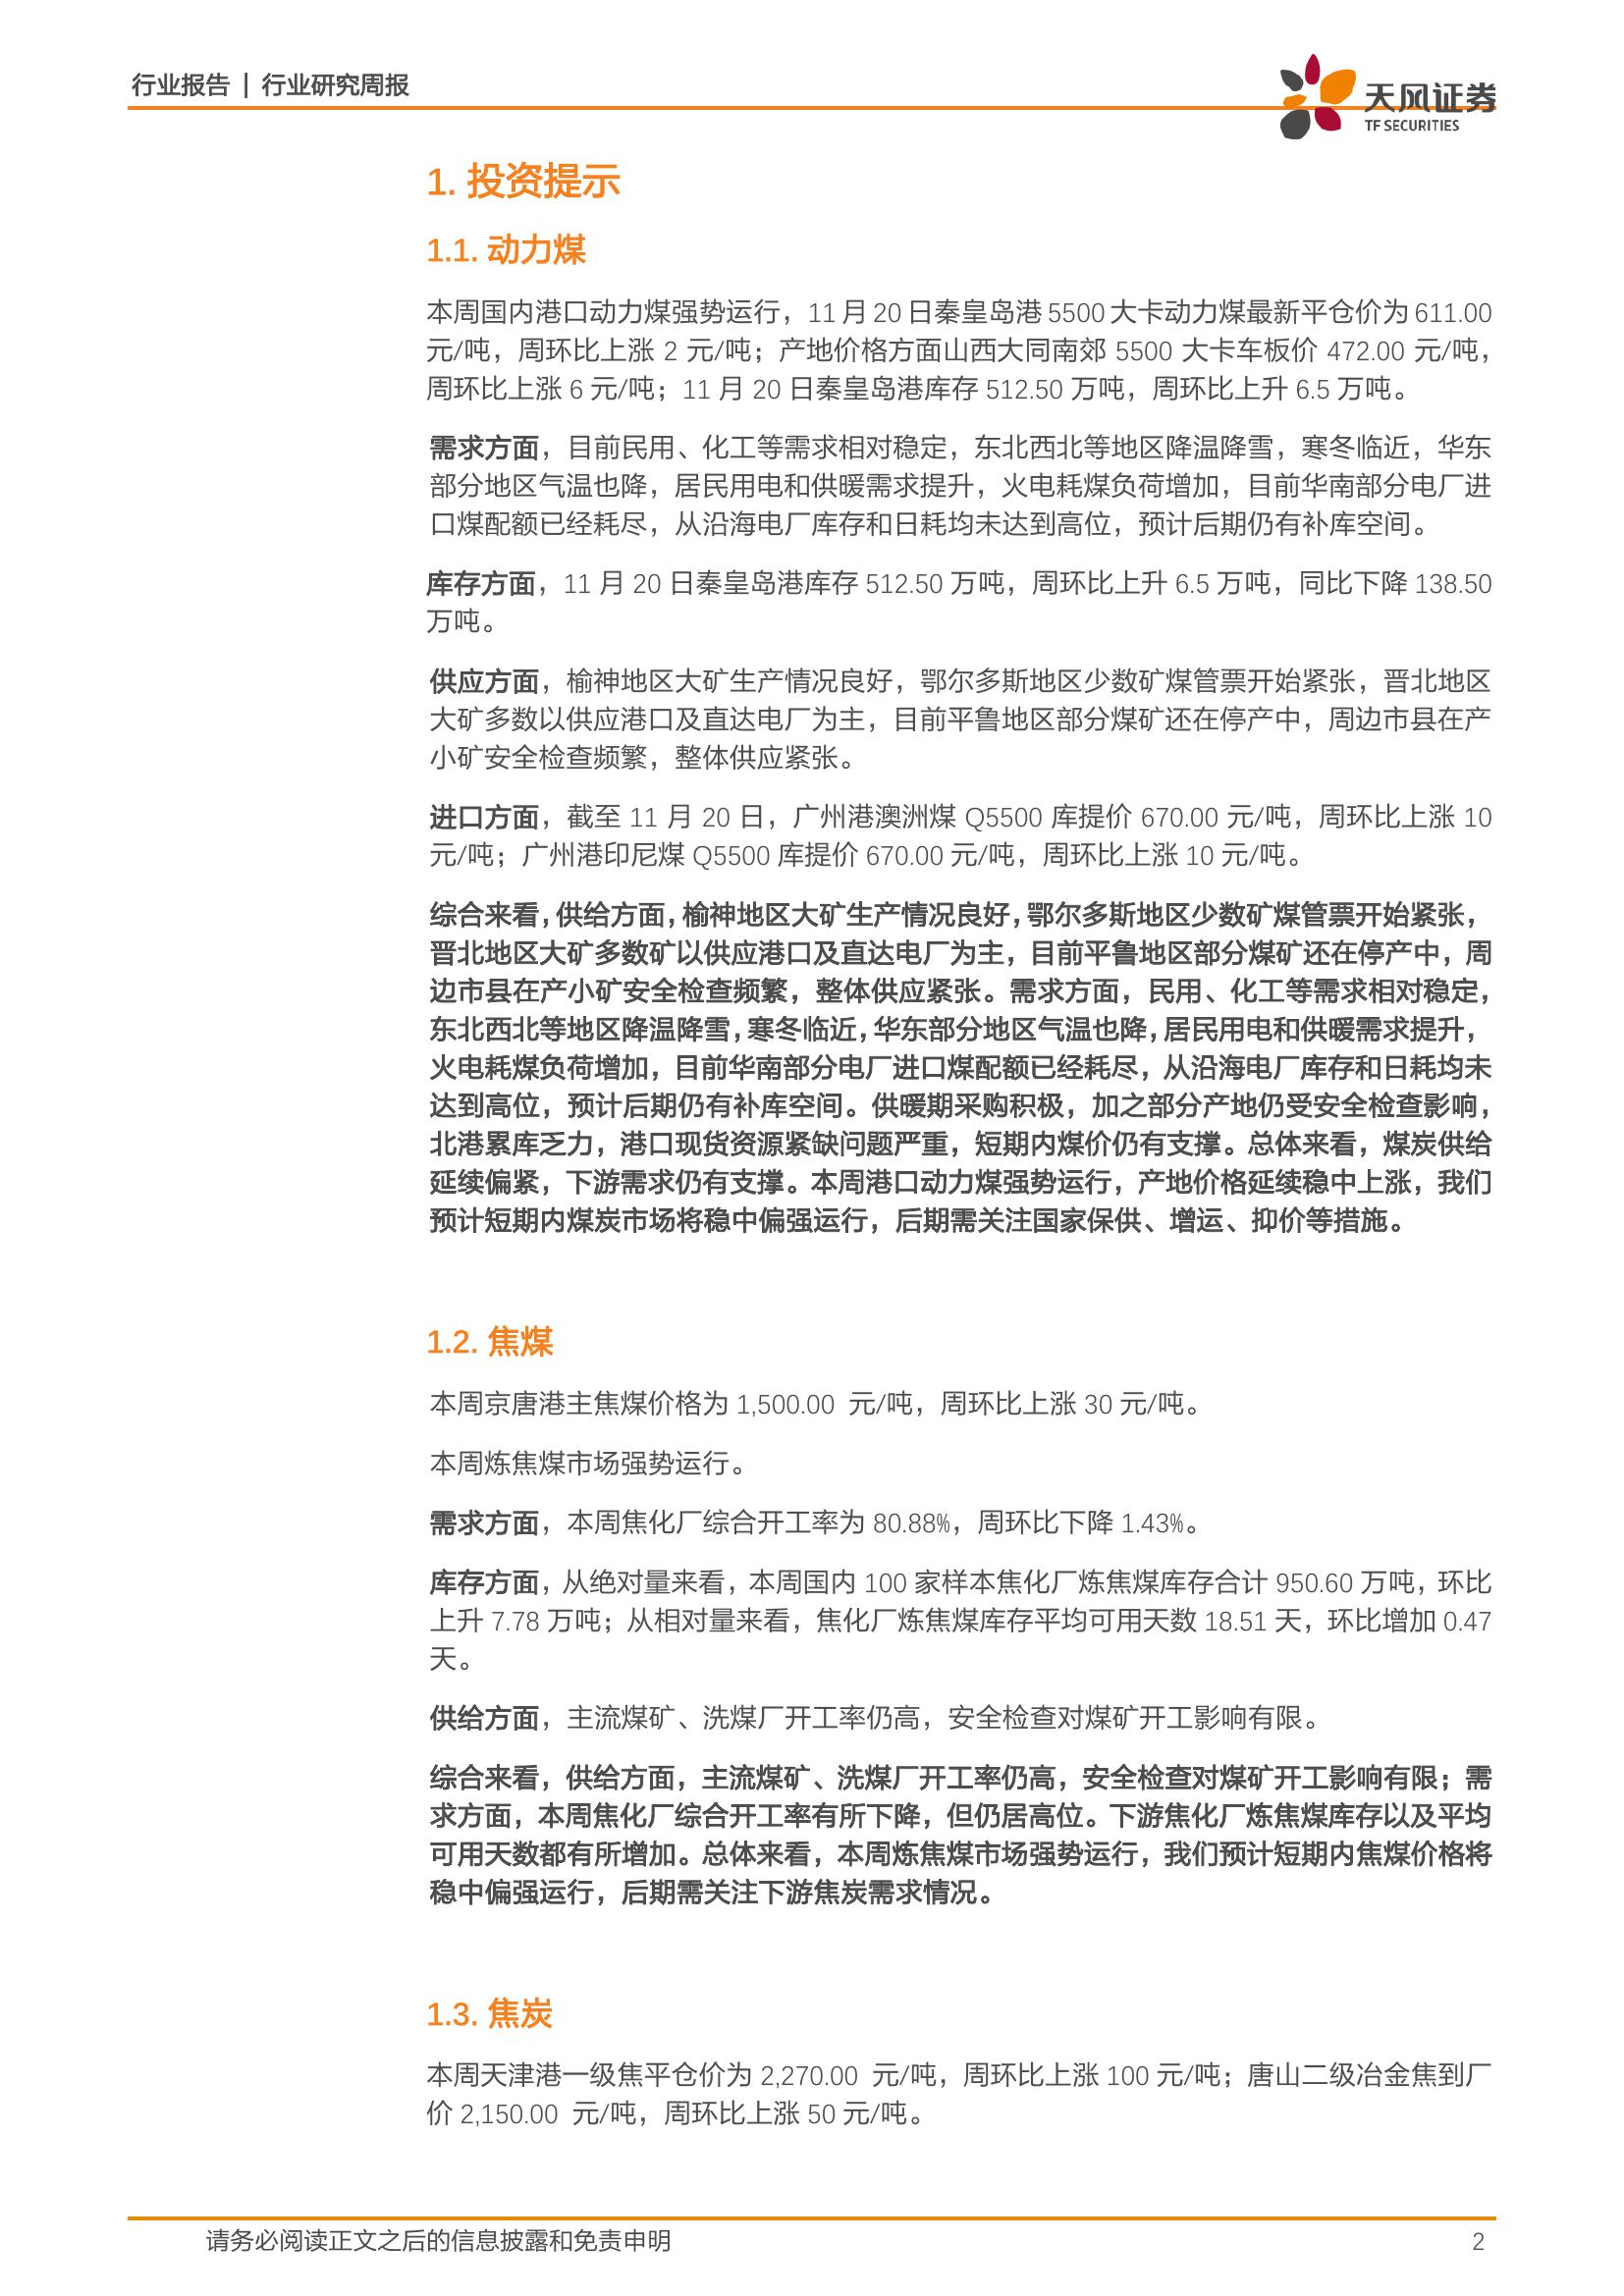 行业报告 | 行业研究周报
天风证券
TF SECURITIES
1. 投资提示
1.1. 动力煤
本周国内港口动力煤强势运行，11 月 20 日秦皇岛港 5500 大卡动力煤最新平仓价为 611.00
元/吨，周环比上涨 2 元/吨；产地价格方面山西大同南郊 5500 大卡车板价 472.00 元/吨，
周环比上涨 6 元/吨；11 月 20 日秦皇岛港库存 512.50 万吨，周环比上升 6.5 万吨。
需求方面，目前民用、化工等需求相对稳定，东北西北等地区降温降雪，寒冬临近，华东
部分地区气温也降，居民用电和供暖需求提升，火电耗煤负荷增加，目前华南部分电厂进
口煤配额已经耗尽，从沿海电厂库存和日耗均未达到高位，预计后期仍有补库空间。
库存方面，11 月 20 日秦皇岛港库存 512.50 万吨，周环比上升 6.5 万吨，同比下降 138.50
万吨。
供应方面，榆神地区大矿生产情况良好，鄂尔多斯地区少数矿煤管票开始紧张，晋北地区
大矿多数以供应港口及直达电厂为主，目前平鲁地区部分煤矿还在停产中，周边市县在产
小矿安全检查频繁，整体供应紧张。
进口方面，截至 11 月 20 日，广州港澳洲煤 Q5500 库提价 670.00 元/吨，周环比上涨 10
元/吨；广州港印尼煤 Q5500 库提价 670.00 元/吨，周环比上涨 10 元/吨。
综合来看，供给方面，榆神地区大矿生产情况良好，鄂尔多斯地区少数矿煤管票开始紧张，
晋北地区大矿多数矿以供应港口及直达电厂为主，目前平鲁地区部分煤矿还在停产中，周
边市县在产小矿安全检查频繁，整体供应紧张。需求方面，民用、化工等需求相对稳定，
东北西北等地区降温降雪，寒冬临近，华东部分地区气温也降，居民用电和供暖需求提升，
火电耗煤负荷增加，目前华南部分电厂进口煤配额已经耗尽，从沿海电厂库存和日耗均未
达到高位，预计后期仍有补库空间。供暖期采购积极，加之部分产地仍受安全检查影响，
北港累库乏力，港口现货资源紧缺问题严重，短期内煤价仍有支撑。总体来看，煤炭供给
延续偏紧，下游需求仍有支撑。本周港口动力煤强势运行，产地价格延续稳中上涨，我们
预计短期内煤炭市场将稳中偏强运行，后期需关注国家保供、增运、抑价等措施。
1.2. 焦煤
本周京唐港主焦煤价格为 1,500.00 元/吨，周环比上涨 30 元/吨。
本周炼焦煤市场强势运行。
需求方面，本周焦化厂综合开工率为 80.88%，周环比下降 1.43%。
库存方面，从绝对量来看，本周国内 100 家样本焦化厂炼焦煤库存合计 950.60 万吨，环比
上升 7.78 万吨；从相对量来看，焦化厂炼焦煤库存平均可用天数 18.51 天，环比增加 0.47
天。
供给方面，主流煤矿、洗煤厂开工率仍高，安全检查对煤矿开工影响有限。
综合来看，供给方面，主流煤矿、洗煤厂开工率仍高，安全检查对煤矿开工影响有限；需
求方面，本周焦化厂综合开工率有所下降，但仍居高位。下游焦化厂炼焦煤库存以及平均
可用天数都有所增加。总体来看，本周炼焦煤市场强势运行，我们预计短期内焦煤价格将
稳中偏强运行，后期需关注下游焦炭需求情况。
1.3. 焦炭
本周天津港一级焦平仓价为 2,270.00 元/吨，周环比上涨 100 元/吨；唐山二级冶金焦到厂
价 2,150.00 元/吨，周环比上涨 50 元/吨。
请务必阅读正文之后的信息披露和免责申明
2